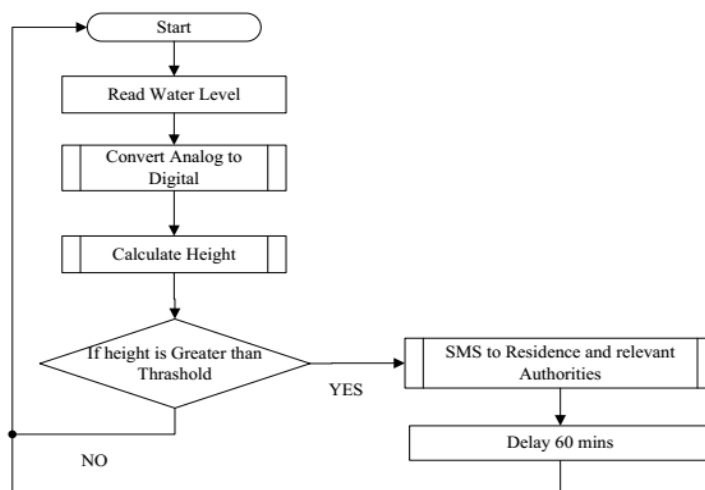 Start
Read Water Level
Convert Analog to
Digital
Calculate Height
If height is Greater than
Thrashold
YES
SMS to Residence and relevant
Authorities
Delay 60 mins
NO